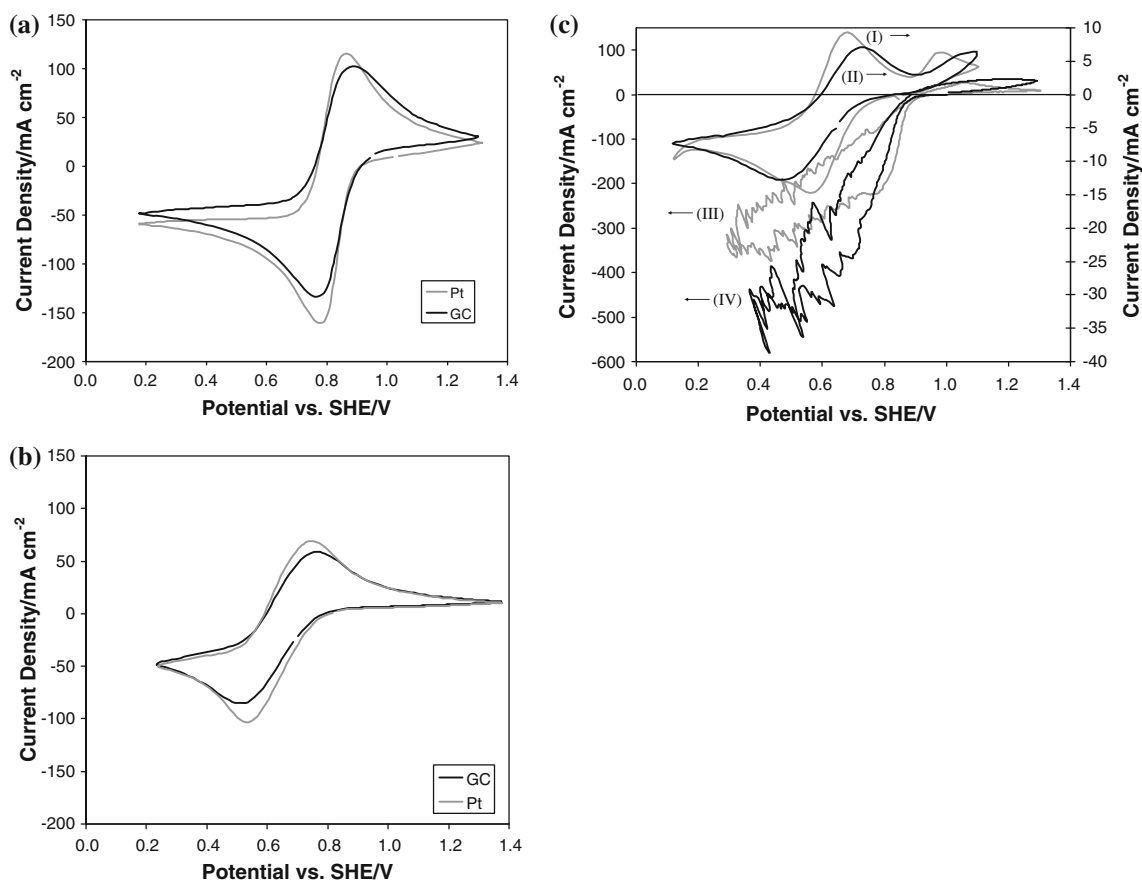 (a)
150
100
50
0
-50
-100
-150
-200
0.0 0.2 0.4 0.6 0.8 1.0 1.2 1.4
Current Density/mA cm-2
Potential vs. SHE/V
Pt
GC
(b)
150
100
50
0
-50
-100
-150
-200
0.0 0.2 0.4 0.6 0.8 1.0 1.2 1.4
Current Density/mA cm-2
Potential vs. SHE/V
GC
Pt
(c)
100
0
-100
-200
-300
-400
-500
-600
10
5
0
-5
-10
-15
-20
-25
-30
-35
-40
0.0 0.2 0.4 0.6 0.8 1.0 1.2 1.4
Current Density/mA cm-2
Current Density/mA cm-2
Potential vs. SHE/V
(I)
(II)
(III)
(IV)